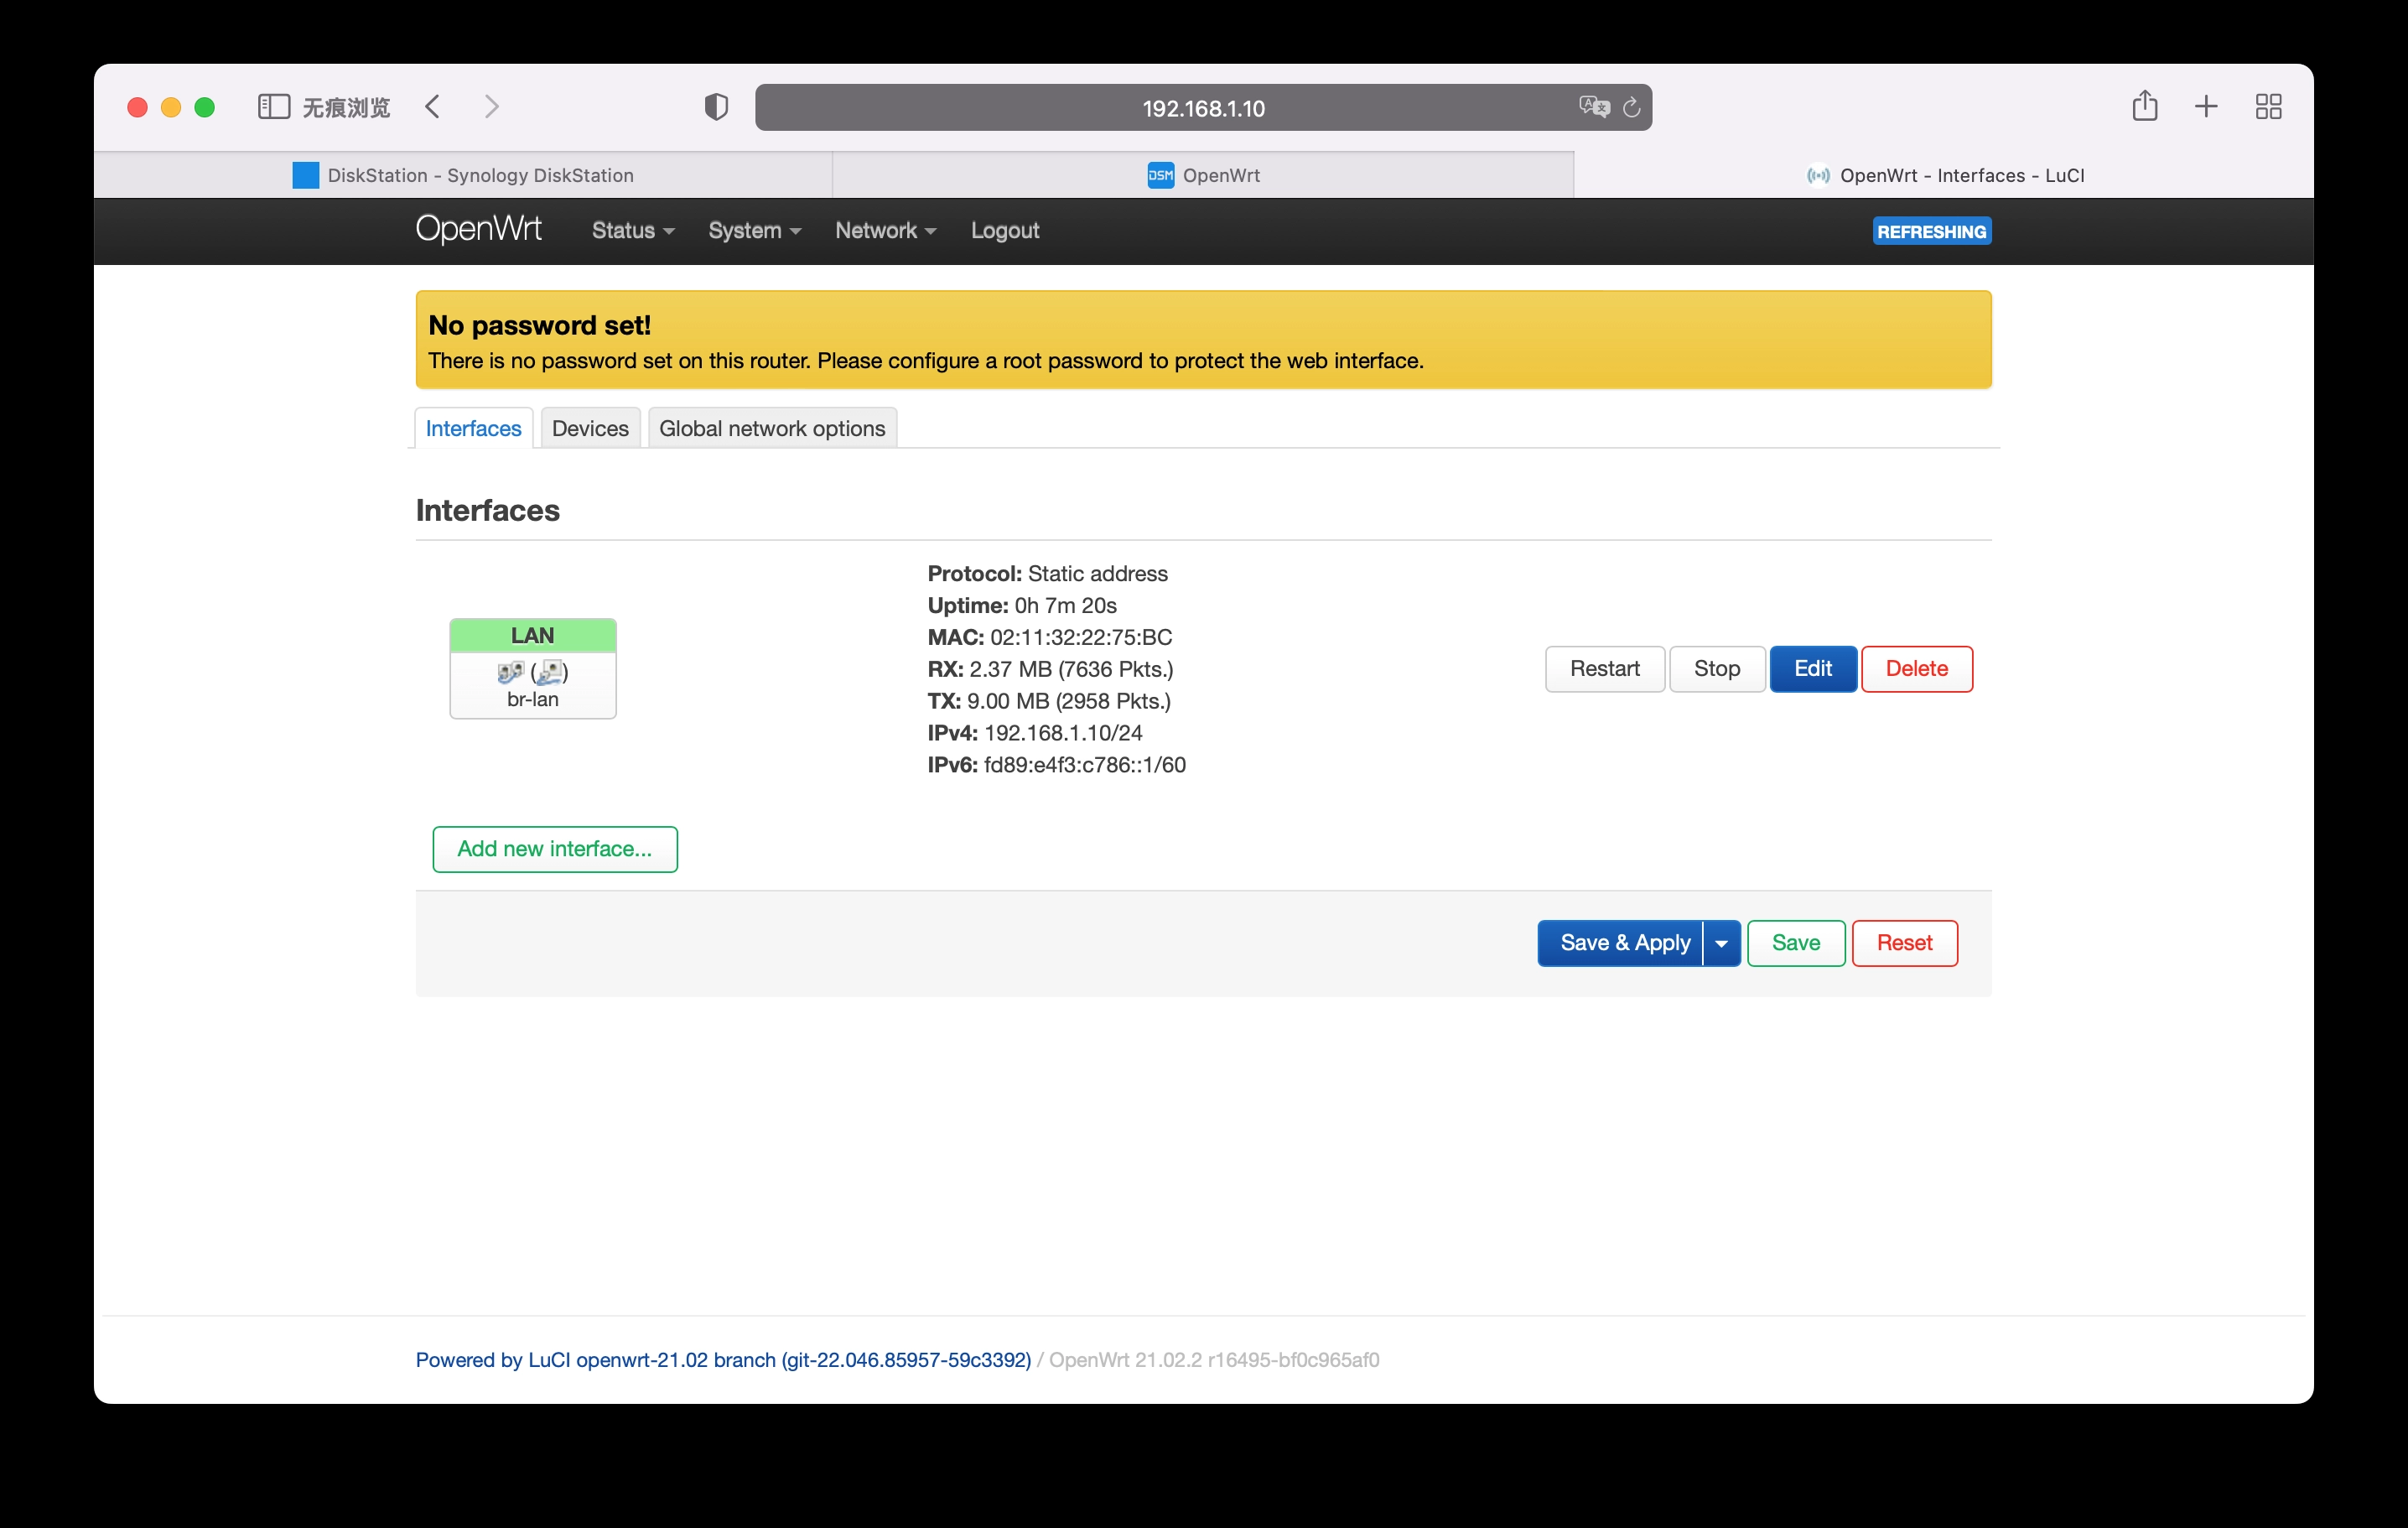 无痕浏览
192.168.1.10
DiskStation - Synology DiskStation
DSM OpenWrt
OpenWrt - Interfaces - LuCI
OpenWrt Status System Network Logout REFRESHING
No password set!
There is no password set on this router. Please configure a root password to protect the web interface.
Interfaces Devices Global network options
Interfaces
Protocol: Static address
Uptime: 0h 7m 20s
MAC: 02:11:32:22:75:BC
RX: 2.37 MB (7636 Pkts.)
TX: 9.00 MB (2958 Pkts.)
IPv4: 192.168.1.10/24
IPv6: fd89:e4f3:c786::1/60
LAN
( )
br-lan
Restart Stop Edit Delete
Add new interface...
Save & Apply Save Reset
Powered by LuCI openwrt-21.02 branch (git-22.046.85957-59c3392) / OpenWrt 21.02.2 r16495-bf0c965af0